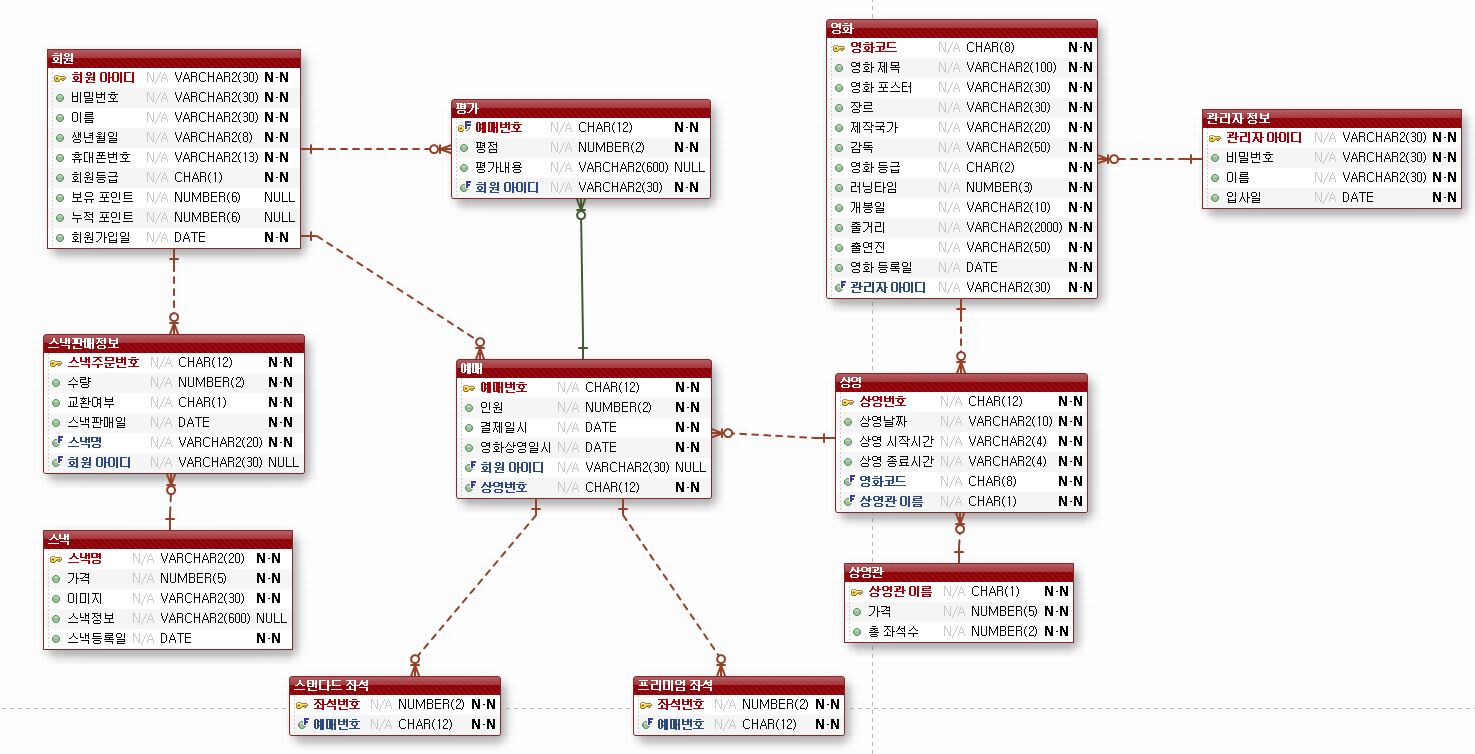 회원
회원 아이디 N/A VARCHAR2(30) N-N
비밀번호 N/A VARCHAR2(30) N-N
이름 N/A VARCHAR2(30) N-N
생년월일 N/A VARCHAR2(8) N-N
휴대폰번호 N/A VARCHAR2(13) N-N
회원등급 N/A CHAR(1) N-N
보유 포인트 N/A NUMBER(6) NULL
누적 포인트 N/A NUMBER(6) NULL
회원가입일 N/A DATE N-N
평가
예매번호 N/A CHAR(12) N-N
평점 N/A NUMBER(2) N-N
평가내용 N/A VARCHAR2(600) NULL
회원 아이디 N/A VARCHAR2(30) N-N
영화
영화코드 N/A CHAR(8) N-N
영화 제목 N/A VARCHAR2(100) N-N
영화 포스터 N/A VARCHAR2(30) N-N
장르 N/A VARCHAR2(30) N-N
제작국가 N/A VARCHAR2(20) N-N
감독 N/A VARCHAR2(50) N-N
영화 등급 N/A CHAR(2) N-N
러닝타임 N/A NUMBER(3) N-N
개봉일 N/A VARCHAR2(10) N-N
줄거리 N/A VARCHAR2(2000) N-N
출연진 N/A VARCHAR2(50) N-N
영화 등록일 N/A DATE N-N
관리자 아이디 N/A VARCHAR2(30) N-N
관리자 정보
관리자 아이디 N/A VARCHAR2(30) N-N
비밀번호 N/A VARCHAR2(30) N-N
이름 N/A VARCHAR2(30) N-N
입사일 N/A DATE N-N
스낵판매정보
스낵주문번호 N/A CHAR(12) N-N
수량 N/A NUMBER(2) N-N
교환여부 N/A CHAR(1) N-N
스낵판매일 N/A DATE N-N
스낵명 N/A VARCHAR2(20) N-N
회원 아이디 N/A VARCHAR2(30) NULL
예매
예매번호 N/A CHAR(12) N-N
인원 N/A NUMBER(2) N-N
결제일시 N/A DATE N-N
영화상영일시 N/A DATE N-N
회원 아이디 N/A VARCHAR2(30) NULL
상영번호 N/A CHAR(12) N-N
상영
상영번호 N/A CHAR(12) N-N
상영날짜 N/A VARCHAR2(10) N-N
상영 시작시간 N/A VARCHAR2(4) N-N
상영 종료시간 N/A VARCHAR2(4) N-N
영화코드 N/A CHAR(8) N-N
상영관 이름 N/A CHAR(1) N-N
스낵
스낵명 N/A VARCHAR2(20) N-N
가격 N/A NUMBER(5) N-N
이미지 N/A VARCHAR2(30) N-N
스낵정보 N/A VARCHAR2(600) NULL
스낵등록일 N/A DATE N-N
상영관
상영관 이름 N/A CHAR(1) N-N
가격 N/A NUMBER(5) N-N
총 좌석수 N/A NUMBER(2) N-N
스탠다드 좌석
좌석번호 N/A NUMBER(2) N-N
예매번호 N/A CHAR(12) N-N
프리미엄 좌석
좌석번호 N/A NUMBER(2) N-N
예매번호 N/A CHAR(12) N-N